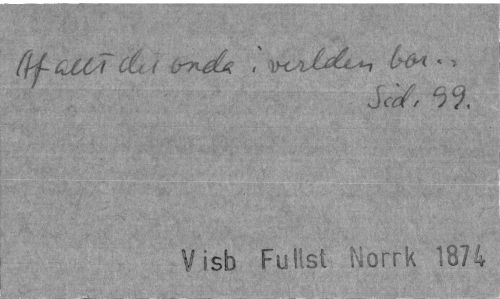 Af allt det onda i verlden bor..
Sid. 99.
Visb Fullst Norrk 1874